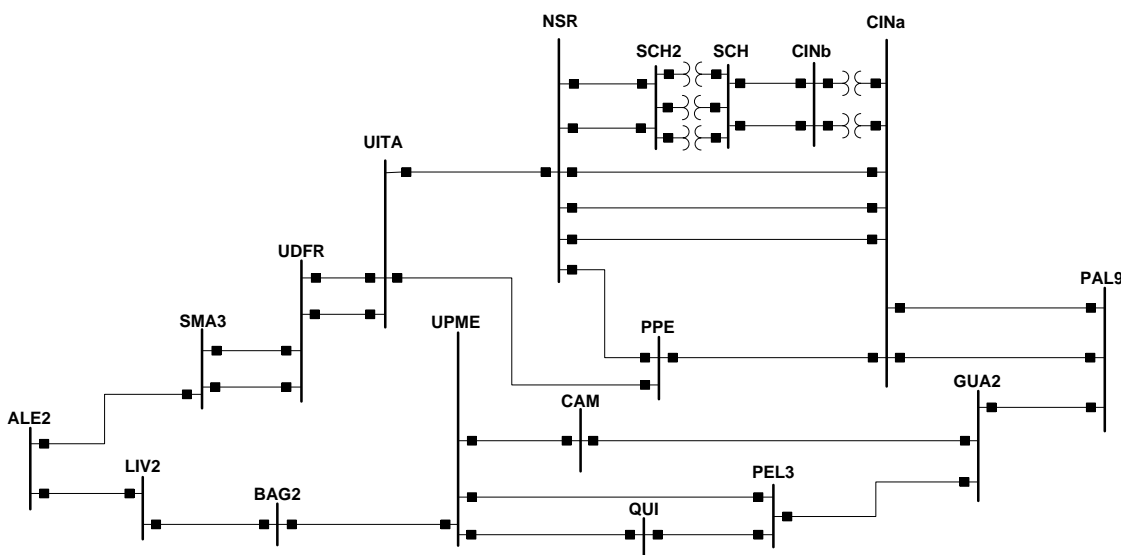 NSR
CINa
SCH2
SCH
CINb
UITA
UDFR
PAL9
SMA3
UPME
PPE
GUA2
CAM
ALE2
LIV2
PEL3
BAG2
QUI